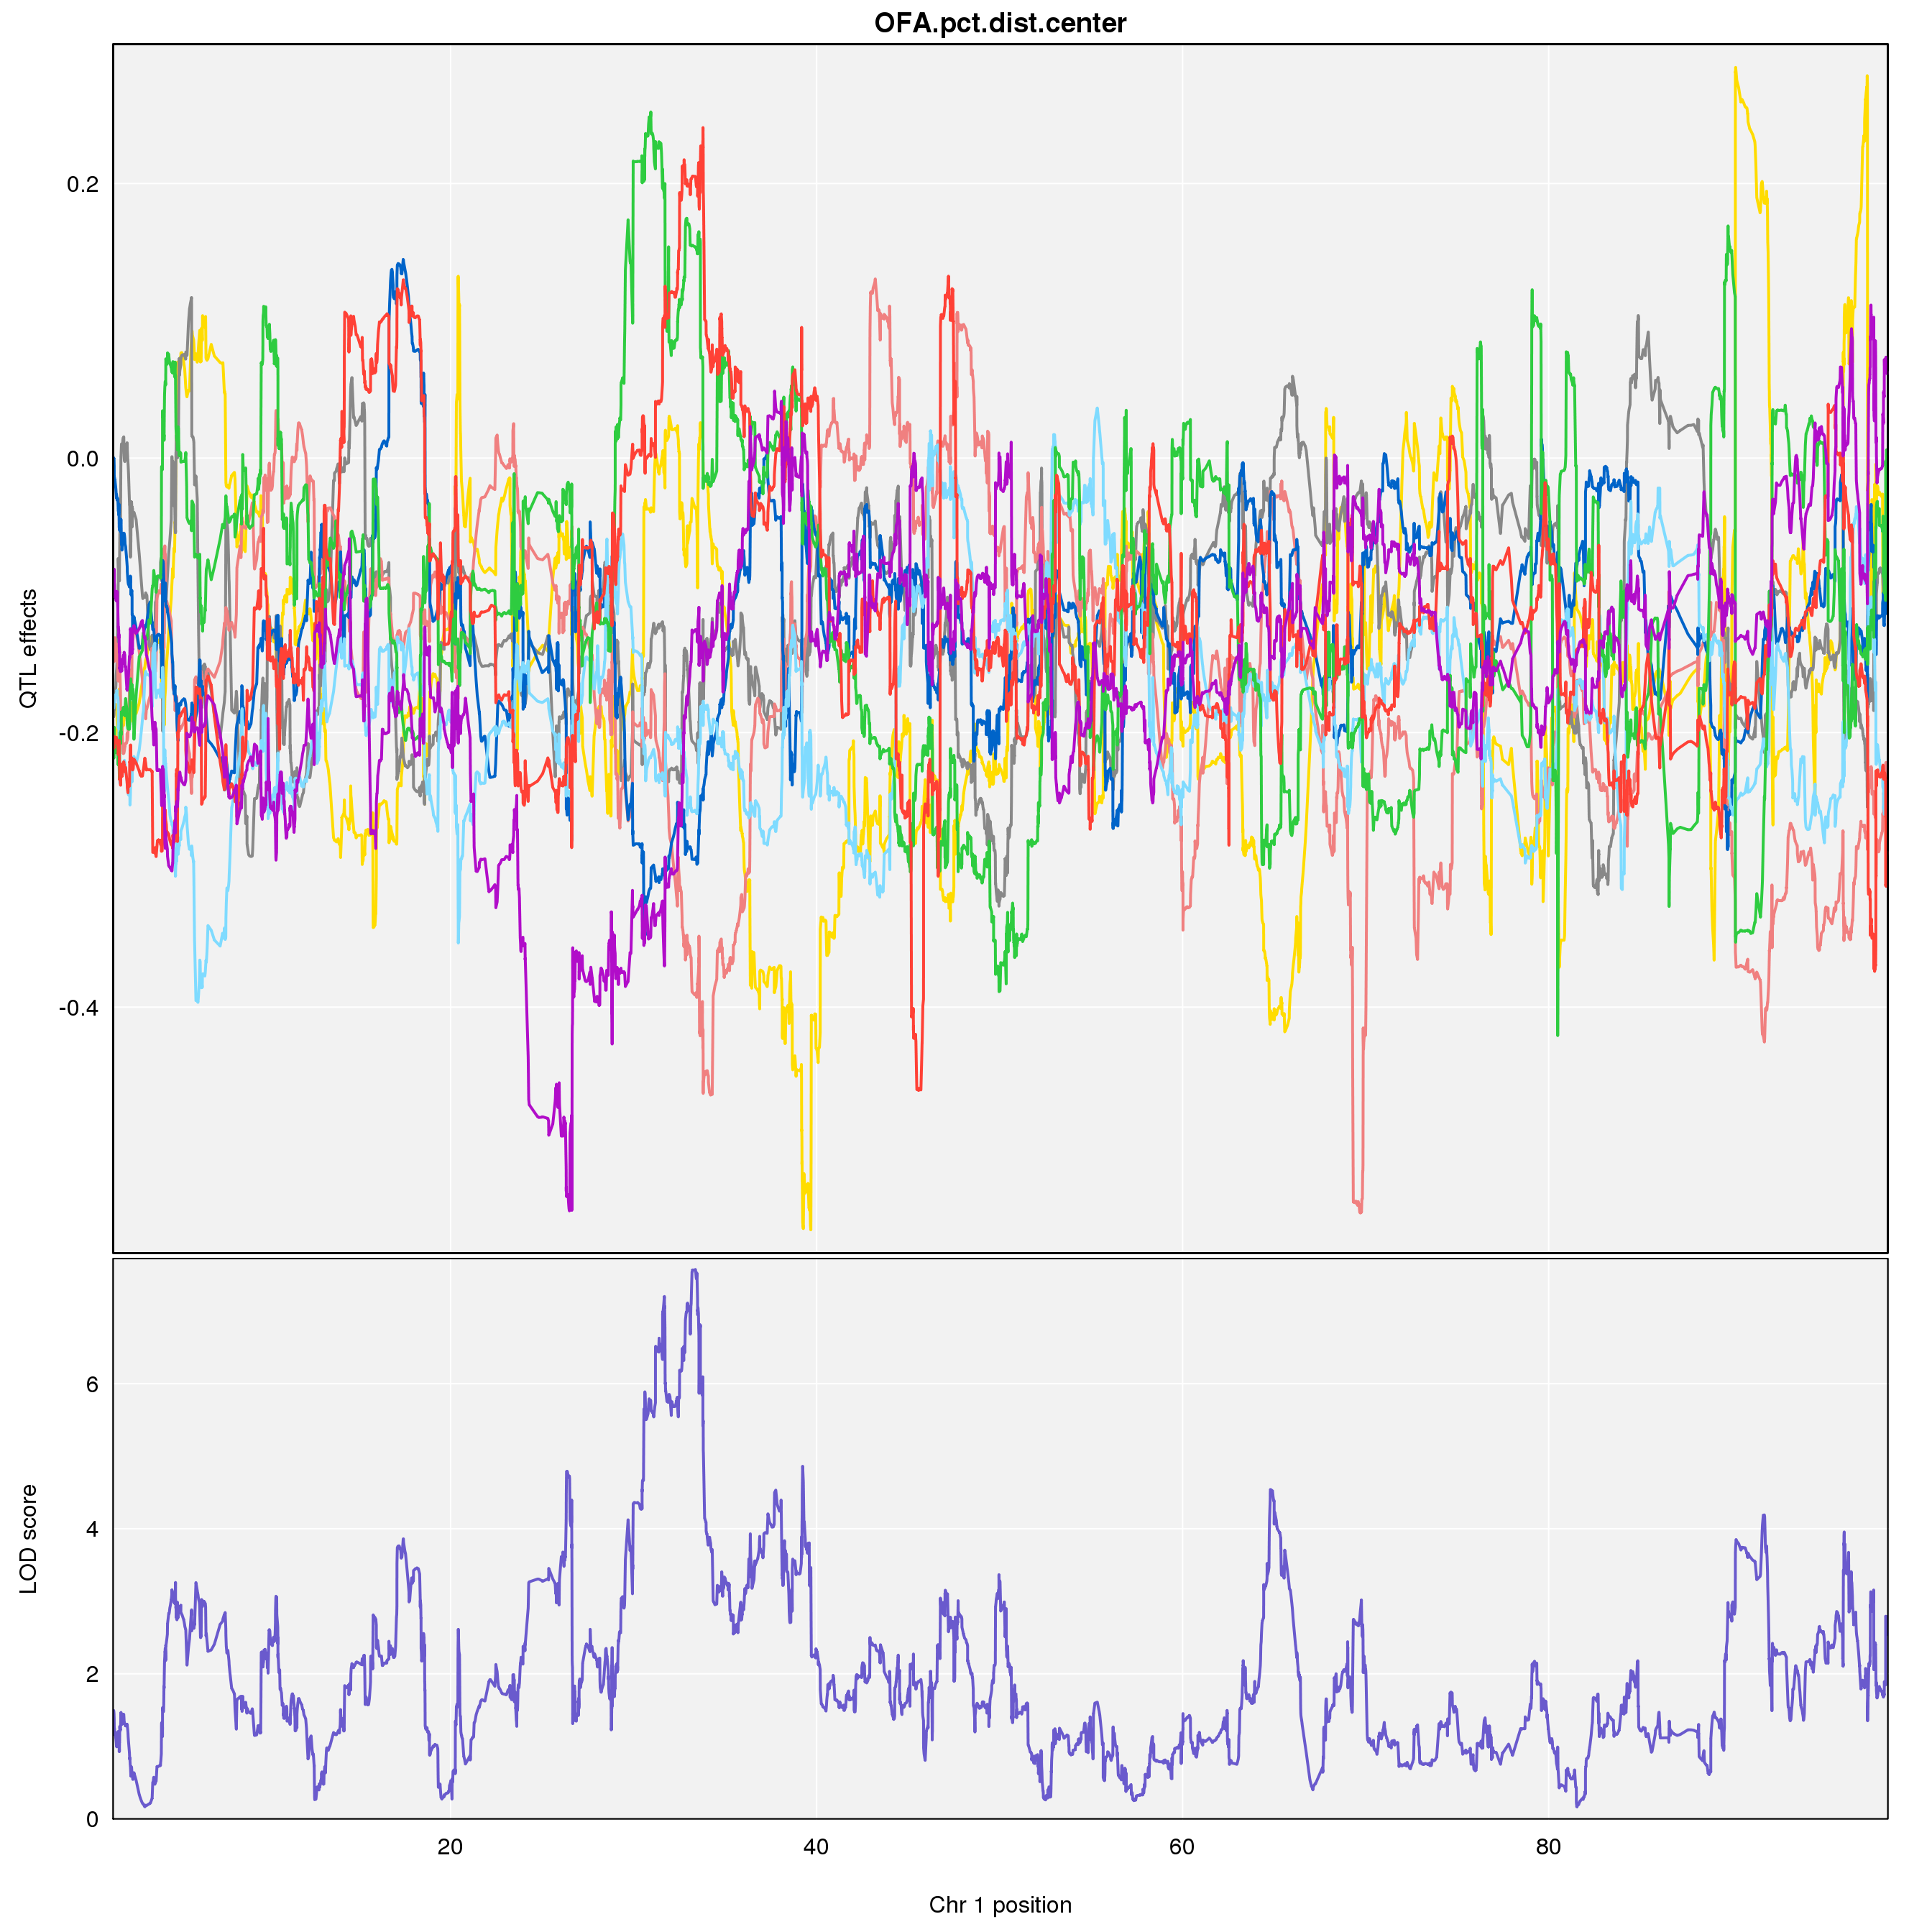 OFA.pct.dist.center
QTL effects
0.2
0.0
-0.2
-0.4
LOD score
6
4
2
0
20 40 60 80
Chr 1 position